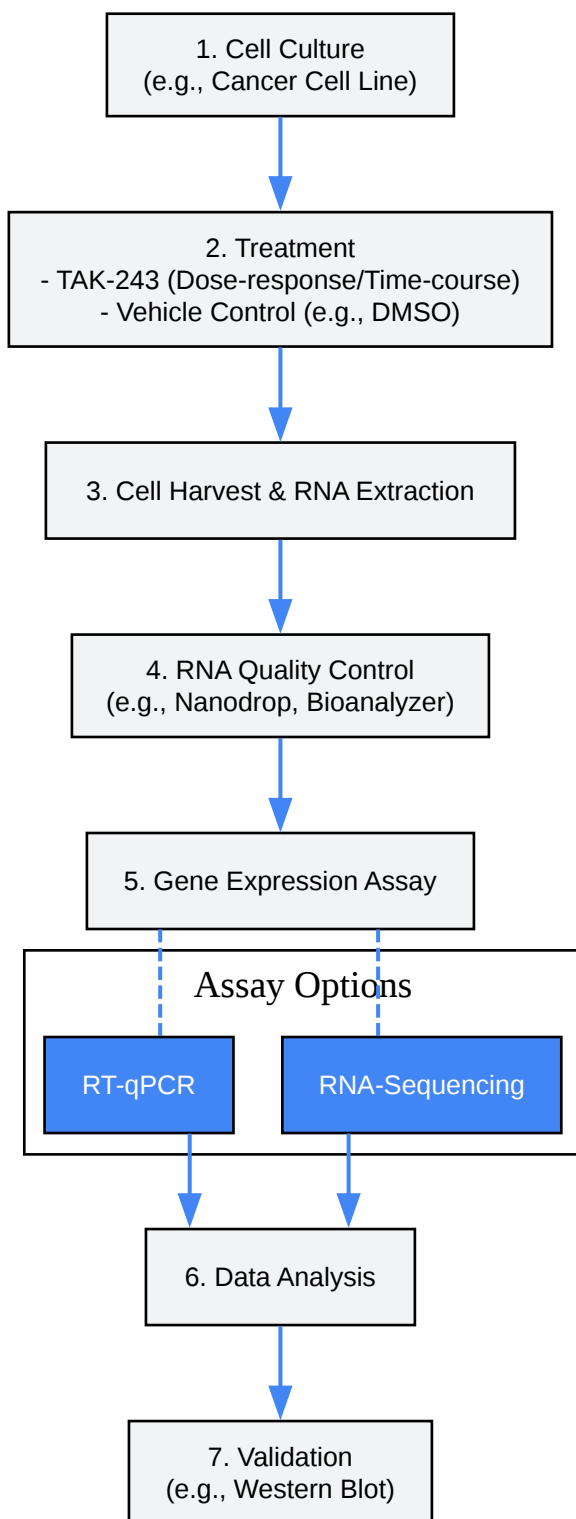 1. Cell Culture
(e.g., Cancer Cell Line)
2. Treatment
- TAK-243 (Dose-response/Time-course)
- Vehicle Control (e.g., DMSO)
3. Cell Harvest & RNA Extraction
4. RNA Quality Control
(e.g., Nanodrop, Bioanalyzer)
5. Gene Expression Assay
Assay Options
RT-qPCR
RNA-Sequencing
6. Data Analysis
7. Validation
(e.g., Western Blot)